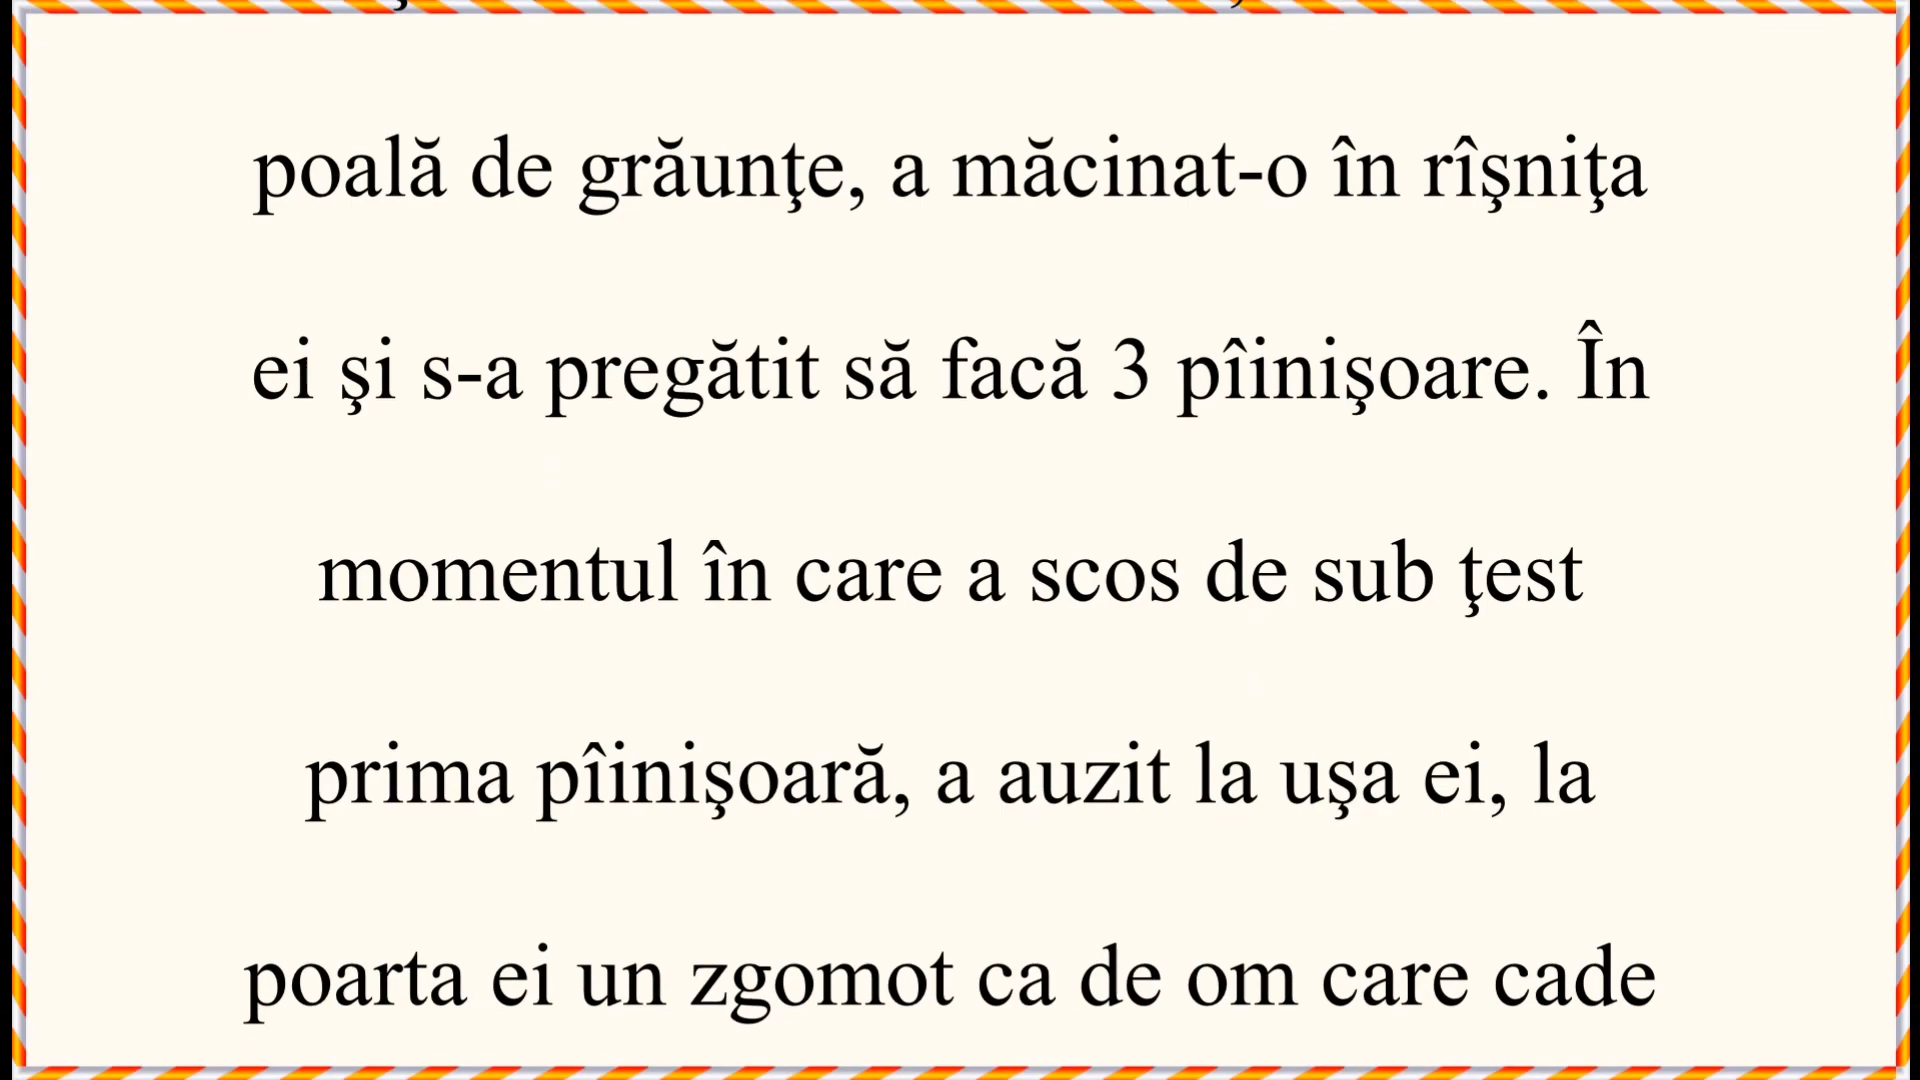 poală de grăunţe, a măcinat-o în rîşniţa
ei şi s-a pregătit să facă 3 pîinişoare. În
momentul în care a scos de sub ţest
prima pîinişoară, a auzit la uşa ei, la
poarta ei un zgomot ca de om care cade